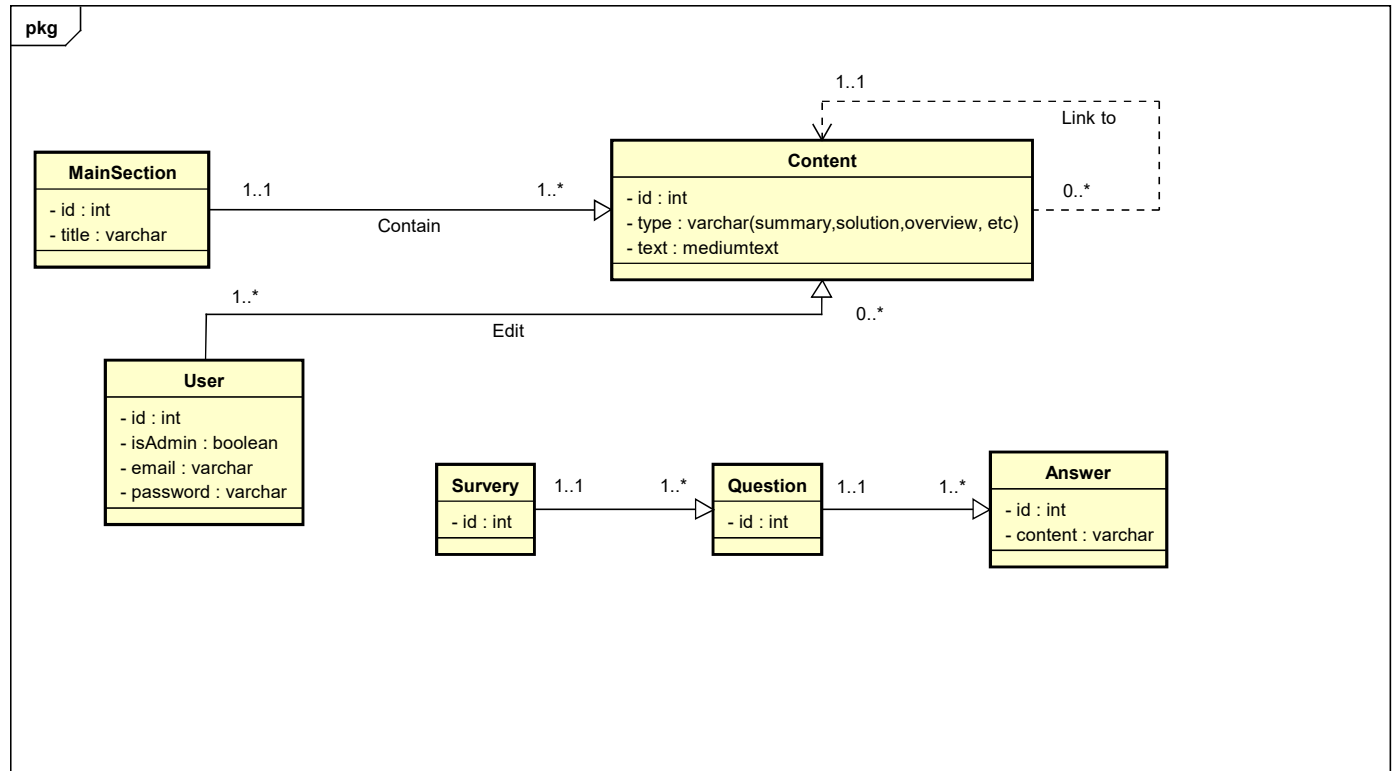 pkg
1..1
Link to
Content
- id : int
- type : varchar(summary,solution,overview, etc)
- text : mediumtext
0..*
MainSection
- id : int
- title : varchar
1..1
1..*
Contain
1..*
0..*
Edit
User
- id : int
- isAdmin : boolean
- email : varchar
- password : varchar
Survery
- id : int
1..1
1..*
Question
- id : int
1..1
1..*
Answer
- id : int
- content : varchar